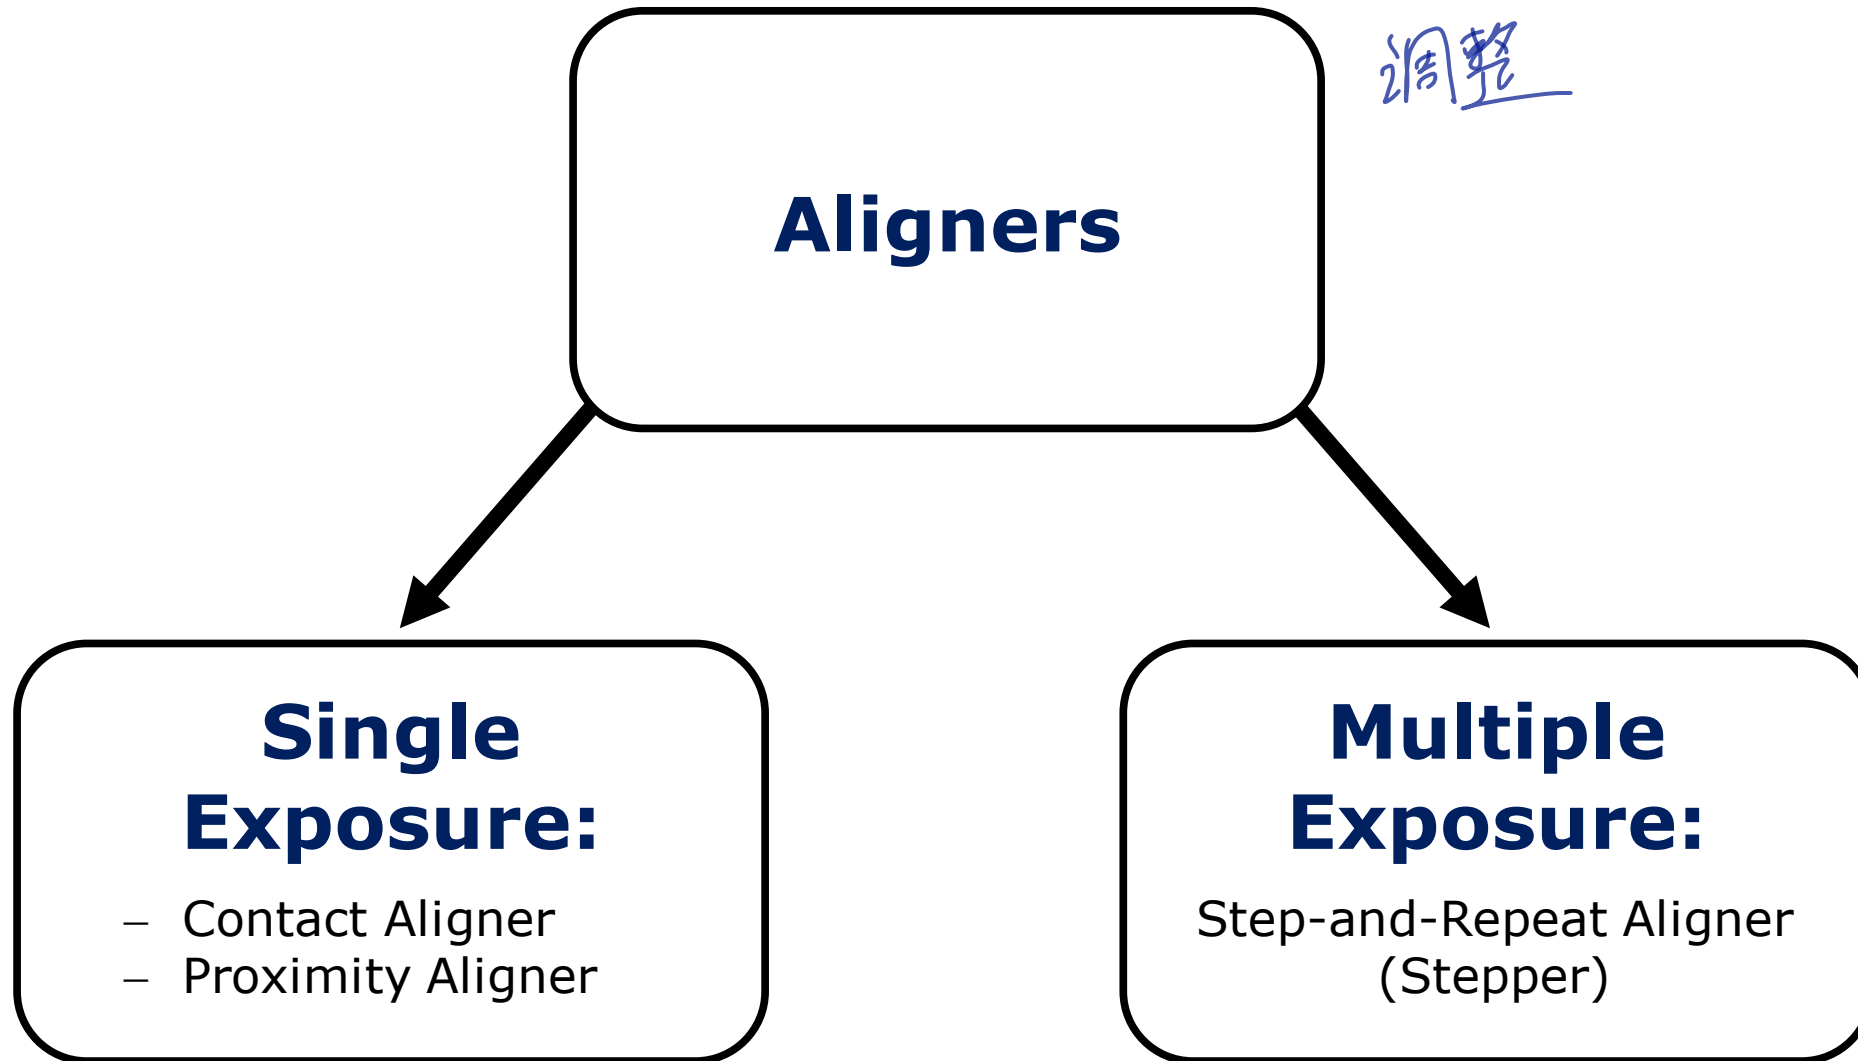 调整
Aligners
Single
Exposure:
– Contact Aligner
– Proximity Aligner
Multiple
Exposure:
Step-and-Repeat Aligner
(Stepper)